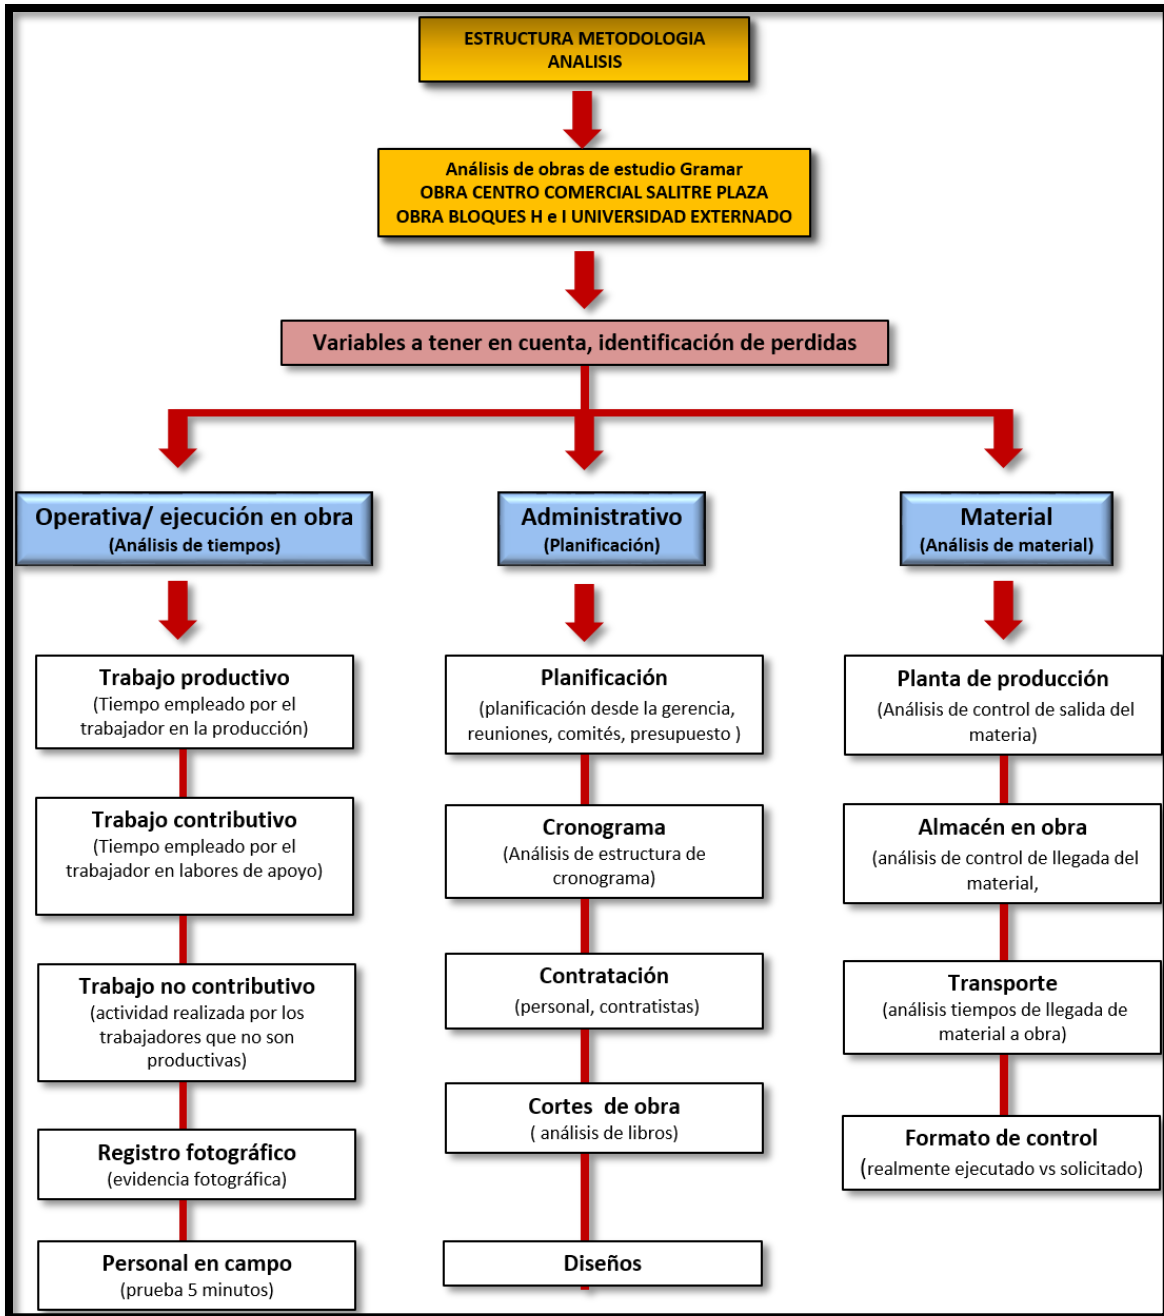 ESTRUCTURA METODOLOGIA
ANALISIS
Análisis de obras de estudio Gramar
OBRA CENTRO COMERCIAL SALITRE PLAZA
OBRA BLOQUES H e I UNIVERSIDAD EXTERNADO
Variables a tener en cuenta, identificación de perdidas
Operativa/ ejecución en obra
(Análisis de tiempos)
Trabajo productivo
(Tiempo empleado por el
trabajador en la producción)
Trabajo contributivo
(Tiempo empleado por el
trabajador en labores de apoyo)
Trabajo no contributivo
(actividad realizada por los
trabajadores que no son
productivas)
Registro fotográfico
(evidencia fotográfica)
Personal en campo
(prueba 5 minutos)
Administrativo
(Planificación)
Planificación
(planificación desde la gerencia,
reuniones, comités, presupuesto )
Cronograma
(Análisis de estructura de
cronograma)
Contratación
(personal, contratistas)
Cortes de obra
( análisis de libros)
Diseños
Material
(Análisis de material)
Planta de producción
(Análisis de control de salida del
materia)
Almacén en obra
(análisis de control de llegada del
material,
Transporte
(análisis tiempos de llegada de
material a obra)
Formato de control
(realmente ejecutado vs solicitado)